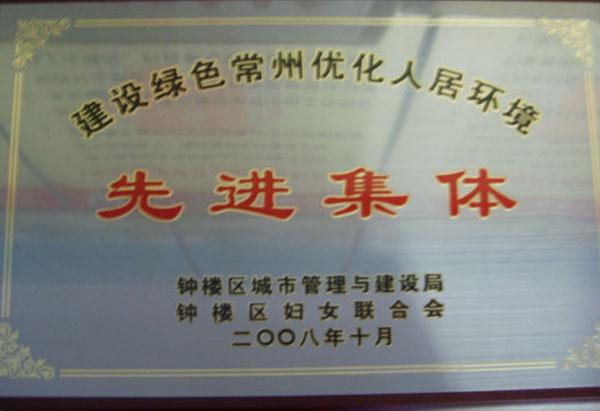 建设绿色常州优化人居环境
先进集体
钟楼区城市管理与建设局
钟楼区妇女联合会
二〇〇八年十月